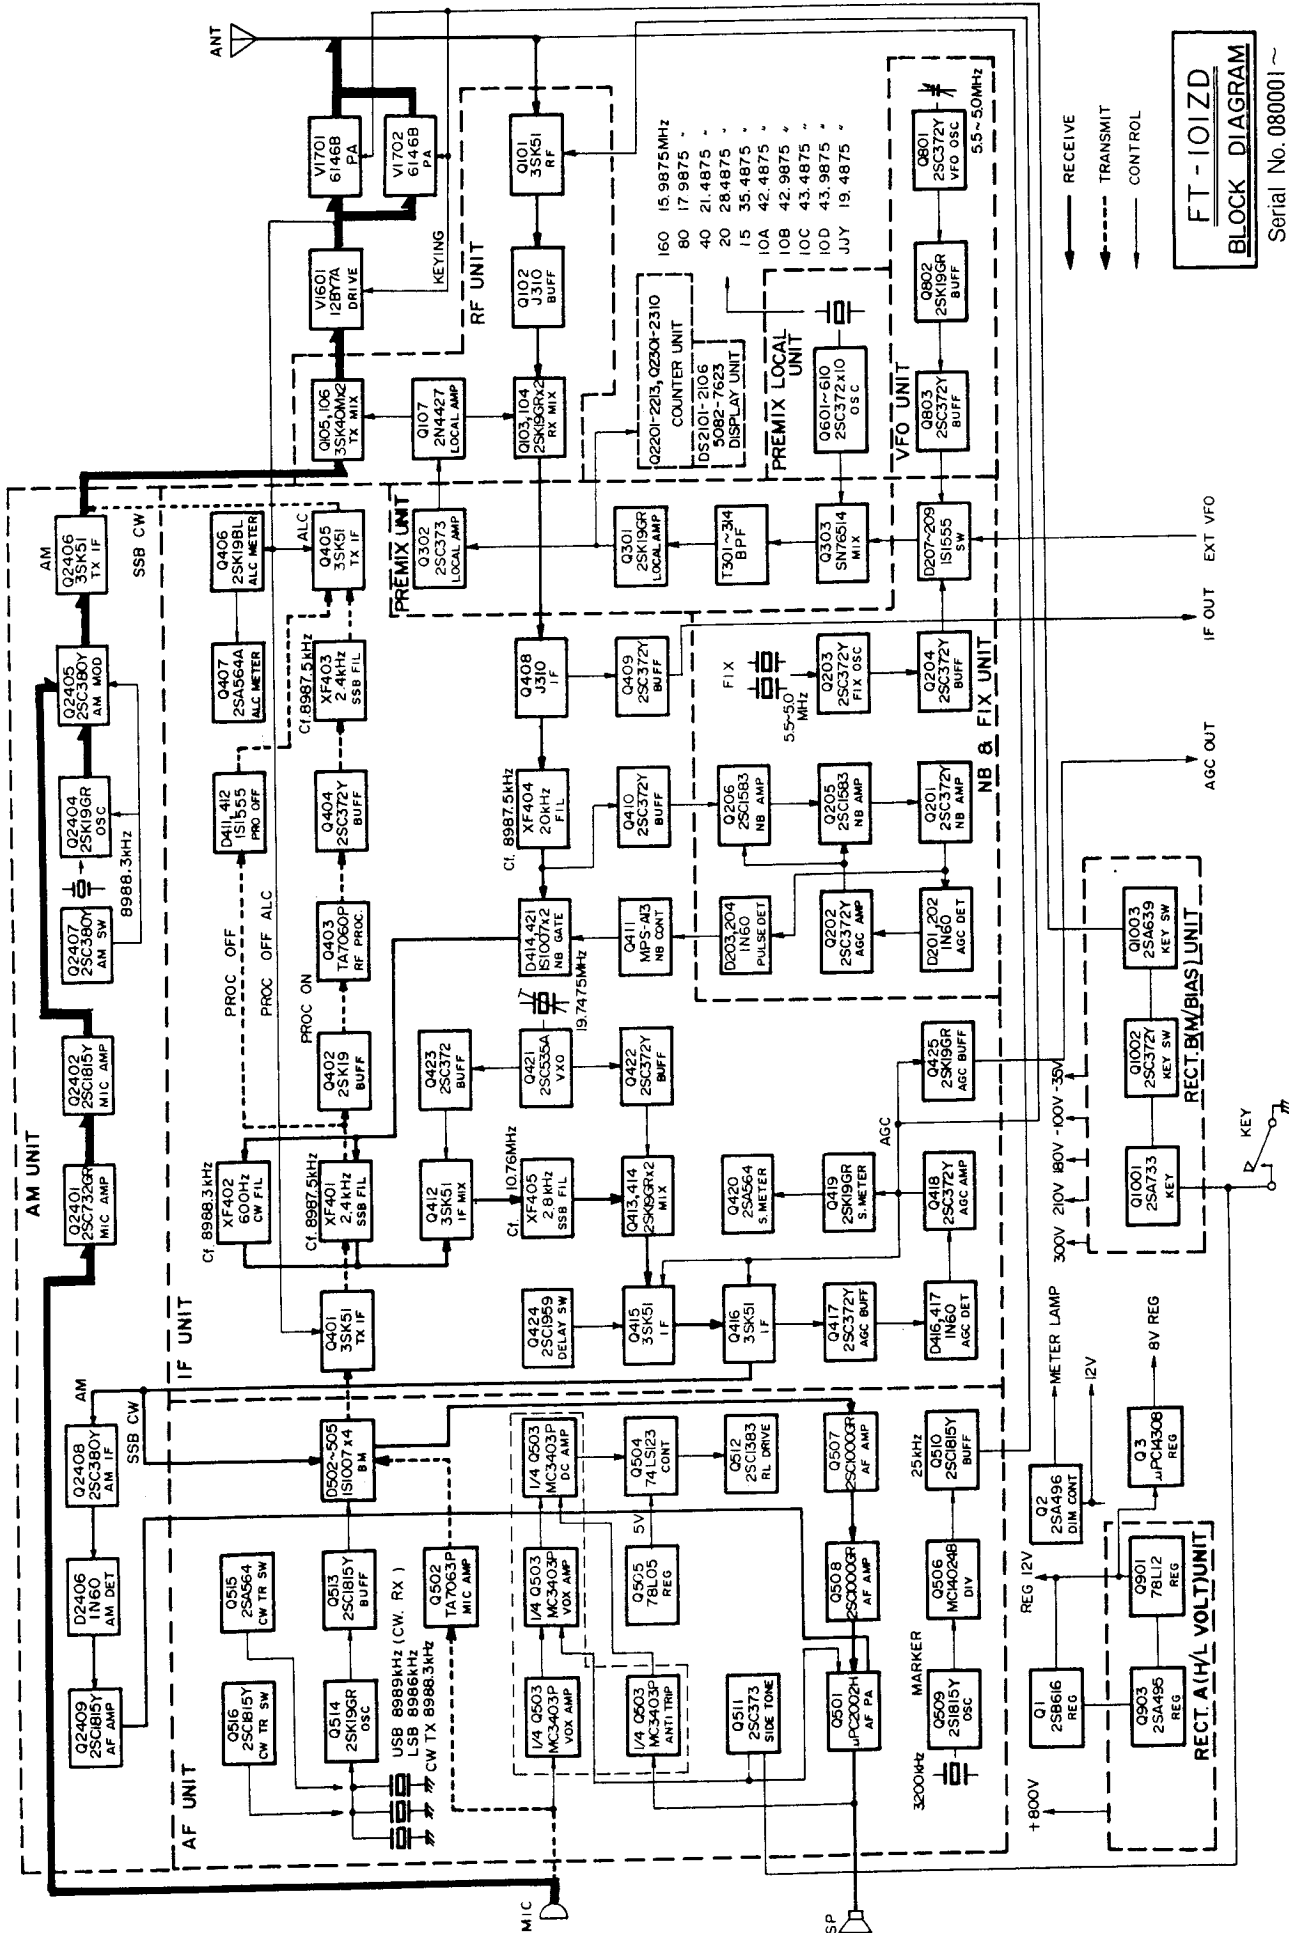 FT-101ZD
BLOCK DIAGRAM
Serial No. 080001 ~
RECEIVE
TRANSMIT
CONTROL
AM UNIT
MIC
Q2401
2SC732GR
MIC AMP
Q2402
2SC1815Y
MIC AMP
Q2407
2SC380Y
AM SW
8988.3kHz
Q2404
2SK19GR
OSC
Q2405
2SC380Y
AM MOD
AM
Q2406
3SK51
TX IF
SSB CW
Q2409
2SC1815Y
AF AMP
D2406
1N60
AM DET
Q2408
2SC380Y
AM IF
AM
SSB CW
AF UNIT
Q516
2SC1815Y
CW TR SW
Q515
2SA564
CW TR SW
Q514
2SK19GR
OSC
Q513
2SC1815Y
BUFF
D502~505
1S1007x4
BM
USB 8989kHz (CW. RX)
LSB 8986kHz
CW TX 8988.3kHz
Q502
TA7063P
MIC AMP
1/4 Q503
MC3403P
VOX AMP
1/4 Q503
MC3403P
VOX AMP
1/4 Q503
MC3403P
DC AMP
1/4 Q503
MC3403P
ANTI TRIP
Q505
78L05
REG
5V
Q504
74LS123
CONT
Q511
2SC373
SIDE TONE
Q512
2SC1383
RL DRIVE
SP
Q501
µPC2002H
AF PA
Q508
2SC1000GR
AF AMP
Q507
2SC1000GR
AF AMP
3200kHz
MARKER
Q509
2S1815Y
OSC
Q506
MC14024B
DIV
25kHz
Q510
2SC1815Y
BUFF
IF UNIT
Cf. 8988.3kHz
XF402
600Hz
CW FIL
PROC OFF
PROC OFF ALC
PROC ON
D411, 412
1S1555
PRO OFF
Q407
2SA564A
ALC METER
Q406
2SK19BL
ALC METER
ALC
Q401
3SK51
TX IF
Cf. 8987.5kHz
XF401
2.4kHz
SSB FIL
Q402
2SK19
BUFF
Q403
TA7060P
RF PROC.
Q404
2SC372Y
BUFF
Cf. 8987.5kHz
XF403
2.4kHz
SSB FIL
Q405
3SK51
TX IF
Q412
3SK51
IF MIX
Q423
2SC372
BUFF
Q424
2SC1959
DELAY SW
Cf. 10.76MHz
XF405
2.8kHz
SSB FIL
Q421
2SC535A
VXO
19.7475MHz
D414, 421
1S1007x2
NB GATE
Cf. 8987.5kHz
XF404
20kHz
FIL
Q408
J310
IF
Q415
3SK51
IF
Q413, 414
2SK19GRx2
MIX
Q422
2SC372Y
BUFF
Q411
MPS-A13
NB CONT
Q410
2SC372Y
BUFF
Q409
2SC372Y
BUFF
Q416
3SK51
IF
Q420
2SA564
S.METER
Q417
2SC372Y
AGC BUFF
Q419
2SK19GR
S.METER
AGC
D416, 417
1N60
AGC DET
Q418
2SC372Y
AGC AMP
Q425
2SK19GR
AGC BUFF
NB & FIX UNIT
D203, 204
1N60
PULSE DET
Q206
2SC1583
NB AMP
Q202
2SC372Y
AGC AMP
Q205
2SC1583
NB AMP
D201, 202
1N60
AGC DET
Q201
2SC372Y
NB AMP
FIX
5.5~5.0
MHz
Q203
2SC372Y
FIX OSC
Q204
2SC372Y
BUFF
D207~209
1S1555
SW
PREMIX UNIT
Q302
2SC373
LOCAL AMP
Q301
2SK19GR
LOCAL AMP
T301~314
BPF
Q303
SN76514
MIX
RF UNIT
Q105, 106
3SK40Mx2
TX MIX
Q107
2N4427
LOCAL AMP
Q103, 104
2SK19GRx2
RX MIX
Q102
J310
BUFF
Q101
3SK51
RF
V1601
12BY7A
DRIVE
KEYING
V1701
6146B
PA
V1702
6146B
PA
ANT
Q2201-2213, Q2301-2310
COUNTER UNIT
DS2101-2106
5082-7623
DISPLAY UNIT
PREMIX LOCAL
UNIT
Q601~610
2SC372x10
OSC
160 15.9875MHz
80 17.9875 "
40 21.4875 "
20 28.4875 "
15 35.4875 "
10A 42.4875 "
10B 42.9875 "
10C 43.4875 "
10D 43.9875 "
JJY 19.4875 "
VFO UNIT
Q803
2SC372Y
BUFF
Q802
2SK19GR
BUFF
Q801
2SC372Y
VFO OSC
5.5~5.0MHz
EXT VFO
IF OUT
AGC OUT
RECT. B(M/BIAS) UNIT
Q1001
2SA733
KEY
Q1002
2SC372Y
KEY SW
Q1003
2SA639
KEY SW
300V 210V 180V -100V -35V
KEY
RECT. A(H/L VOLT)UNIT
+800V
Q903
2SA495
REG
Q901
78L12
REG
Q1
2SB616
REG
REG 12V
Q2
2SA496
DIM CONT
METER LAMP
12V
Q3
µPC14308
REG
8V REG